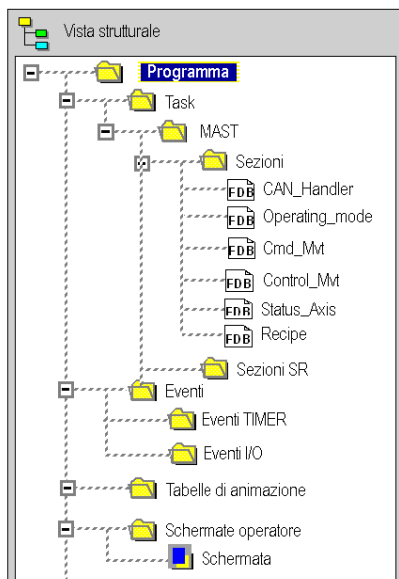 Vista strutturale
Programma
Task
MAST
Sezioni
FDB CAN_Handler
FDB Operating_mode
FDB Cmd_Mvt
FDB Control_Mvt
FDB Status_Axis
FDB Recipe
Sezioni SR
Eventi
Eventi TIMER
Eventi I/O
Tabelle di animazione
Schermate operatore
Schermata